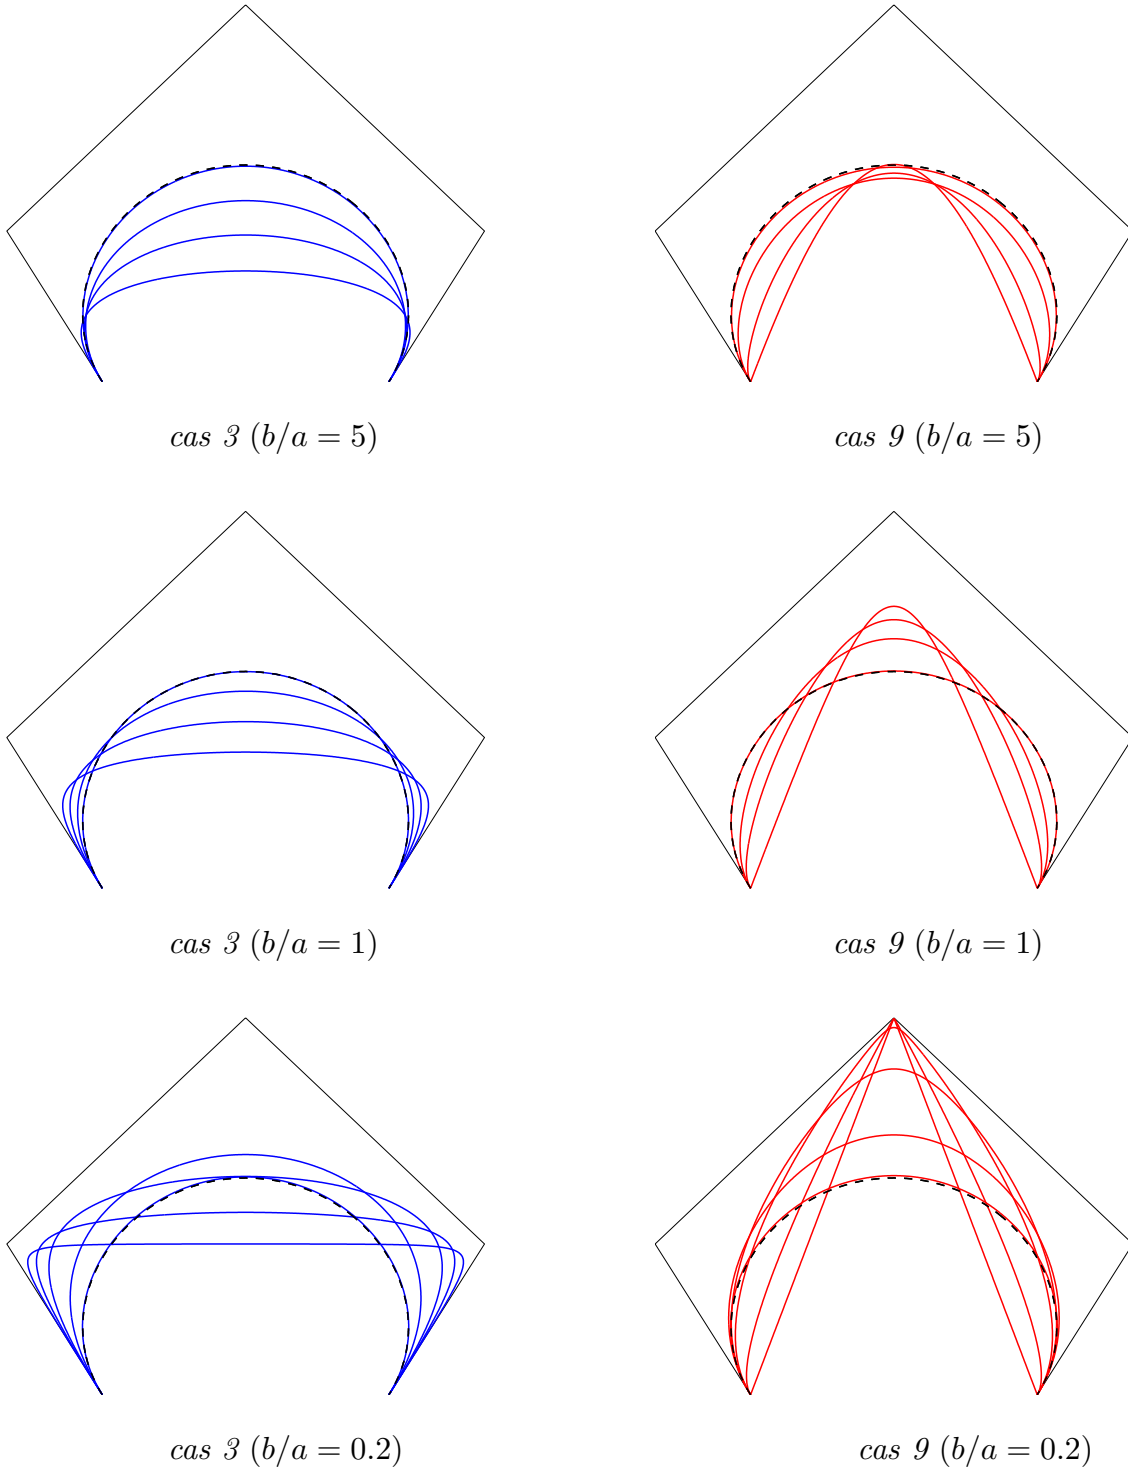 cas 3 (b/a = 5)
cas 9 (b/a = 5)
cas 3 (b/a = 1)
cas 9 (b/a = 1)
cas 3 (b/a = 0.2)
cas 9 (b/a = 0.2)